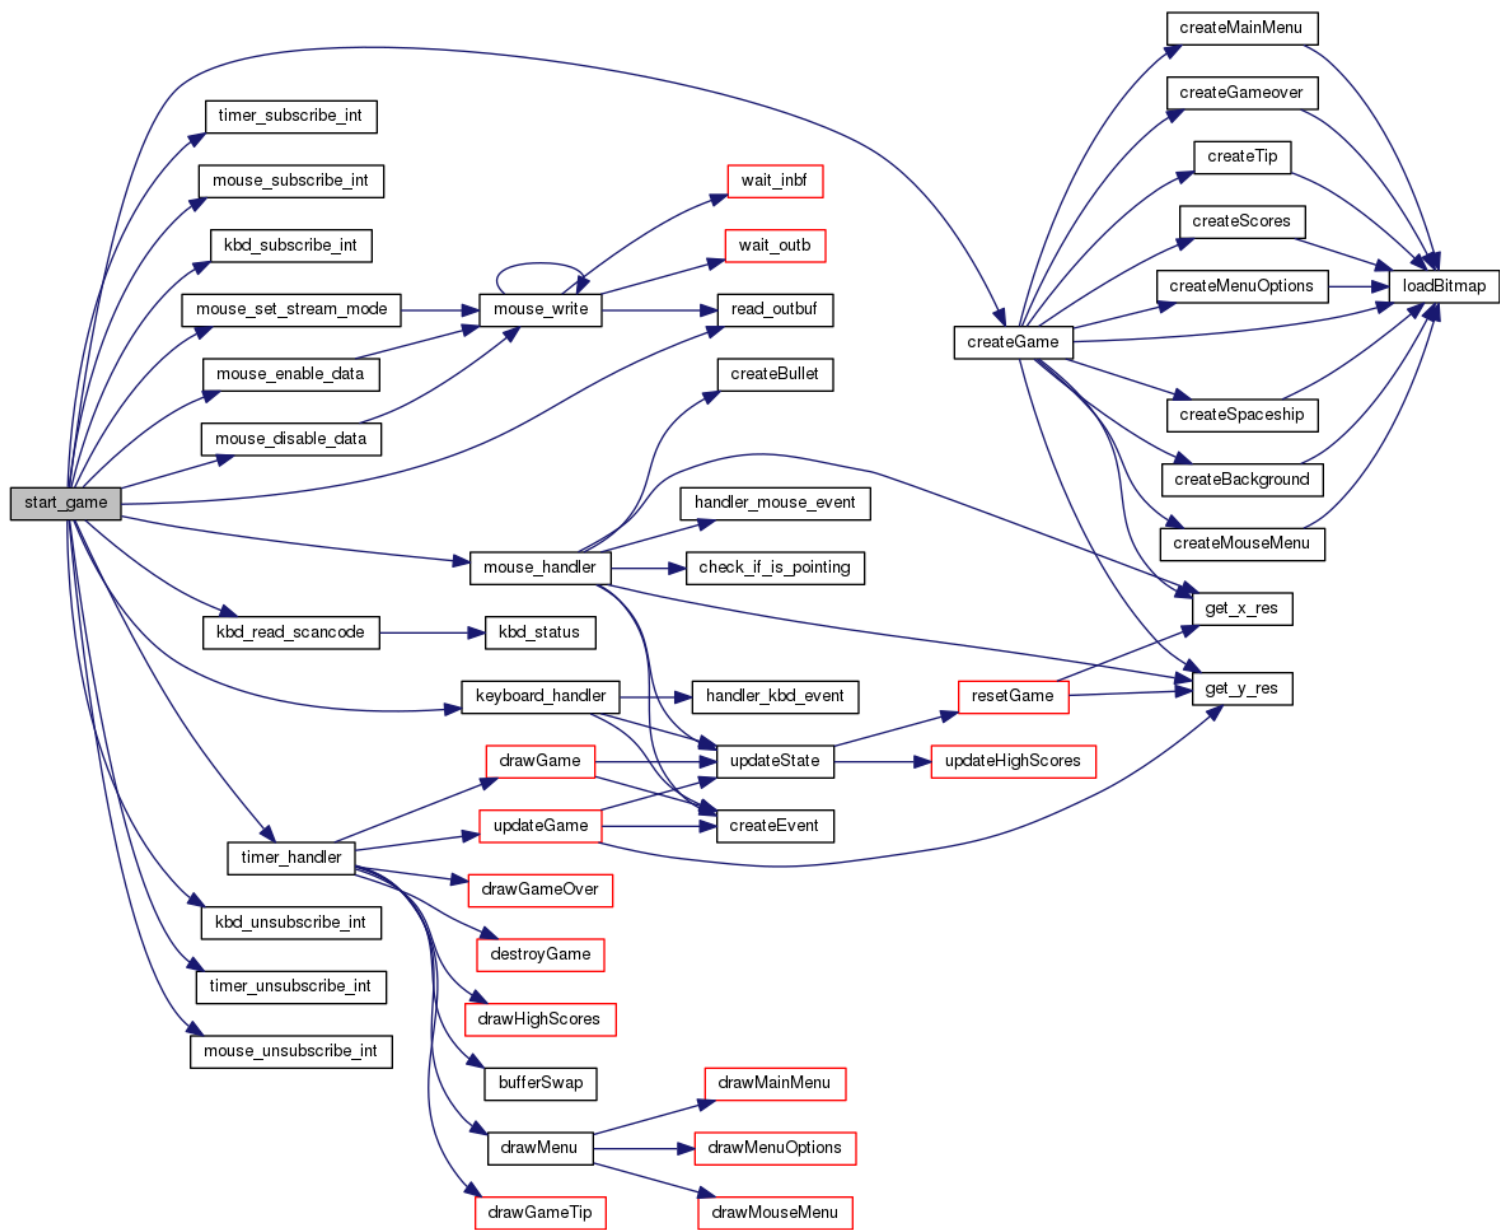 createMainMenu
createGameover
timer_subscribe_int
createTip
mouse_subscribe_int
wait_inbf
createScores
kbd_subscribe_int
wait_outb
createMenuOptions
loadBitmap
mouse_set_stream_mode
mouse_write
read_outbuf
createGame
mouse_enable_data
createBullet
createSpaceship
mouse_disable_data
createBackground
start_game
handler_mouse_event
createMouseMenu
mouse_handler
check_if_is_pointing
get_x_res
kbd_read_scancode
kbd_status
get_y_res
keyboard_handler
handler_kbd_event
resetGame
drawGame
updateState
updateHighScores
updateGame
createEvent
timer_handler
drawGameOver
kbd_unsubscribe_int
destroyGame
timer_unsubscribe_int
drawHighScores
mouse_unsubscribe_int
bufferSwap
drawMainMenu
drawMenu
drawMenuOptions
drawGameTip
drawMouseMenu